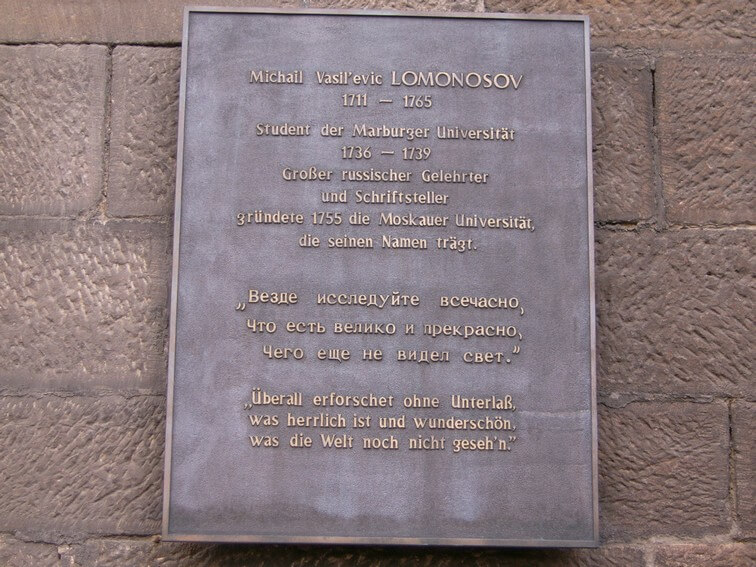 Michail Vasil'evic LOMONOSOV
1711 — 1765
Student der Marburger Universität
1736 — 1739
Großer russischer Gelehrter
und Schriftsteller
gründete 1755 die Moskauer Universität,
die seinen Namen trägt.
„Везде исследуйте всечасно,
Что есть велико и прекрасно,
Чего еще не видел свет.”
„Überall erforschet ohne Unterlaß,
was herrlich ist und wunderschön,
was die Welt noch nicht geseh'n.”